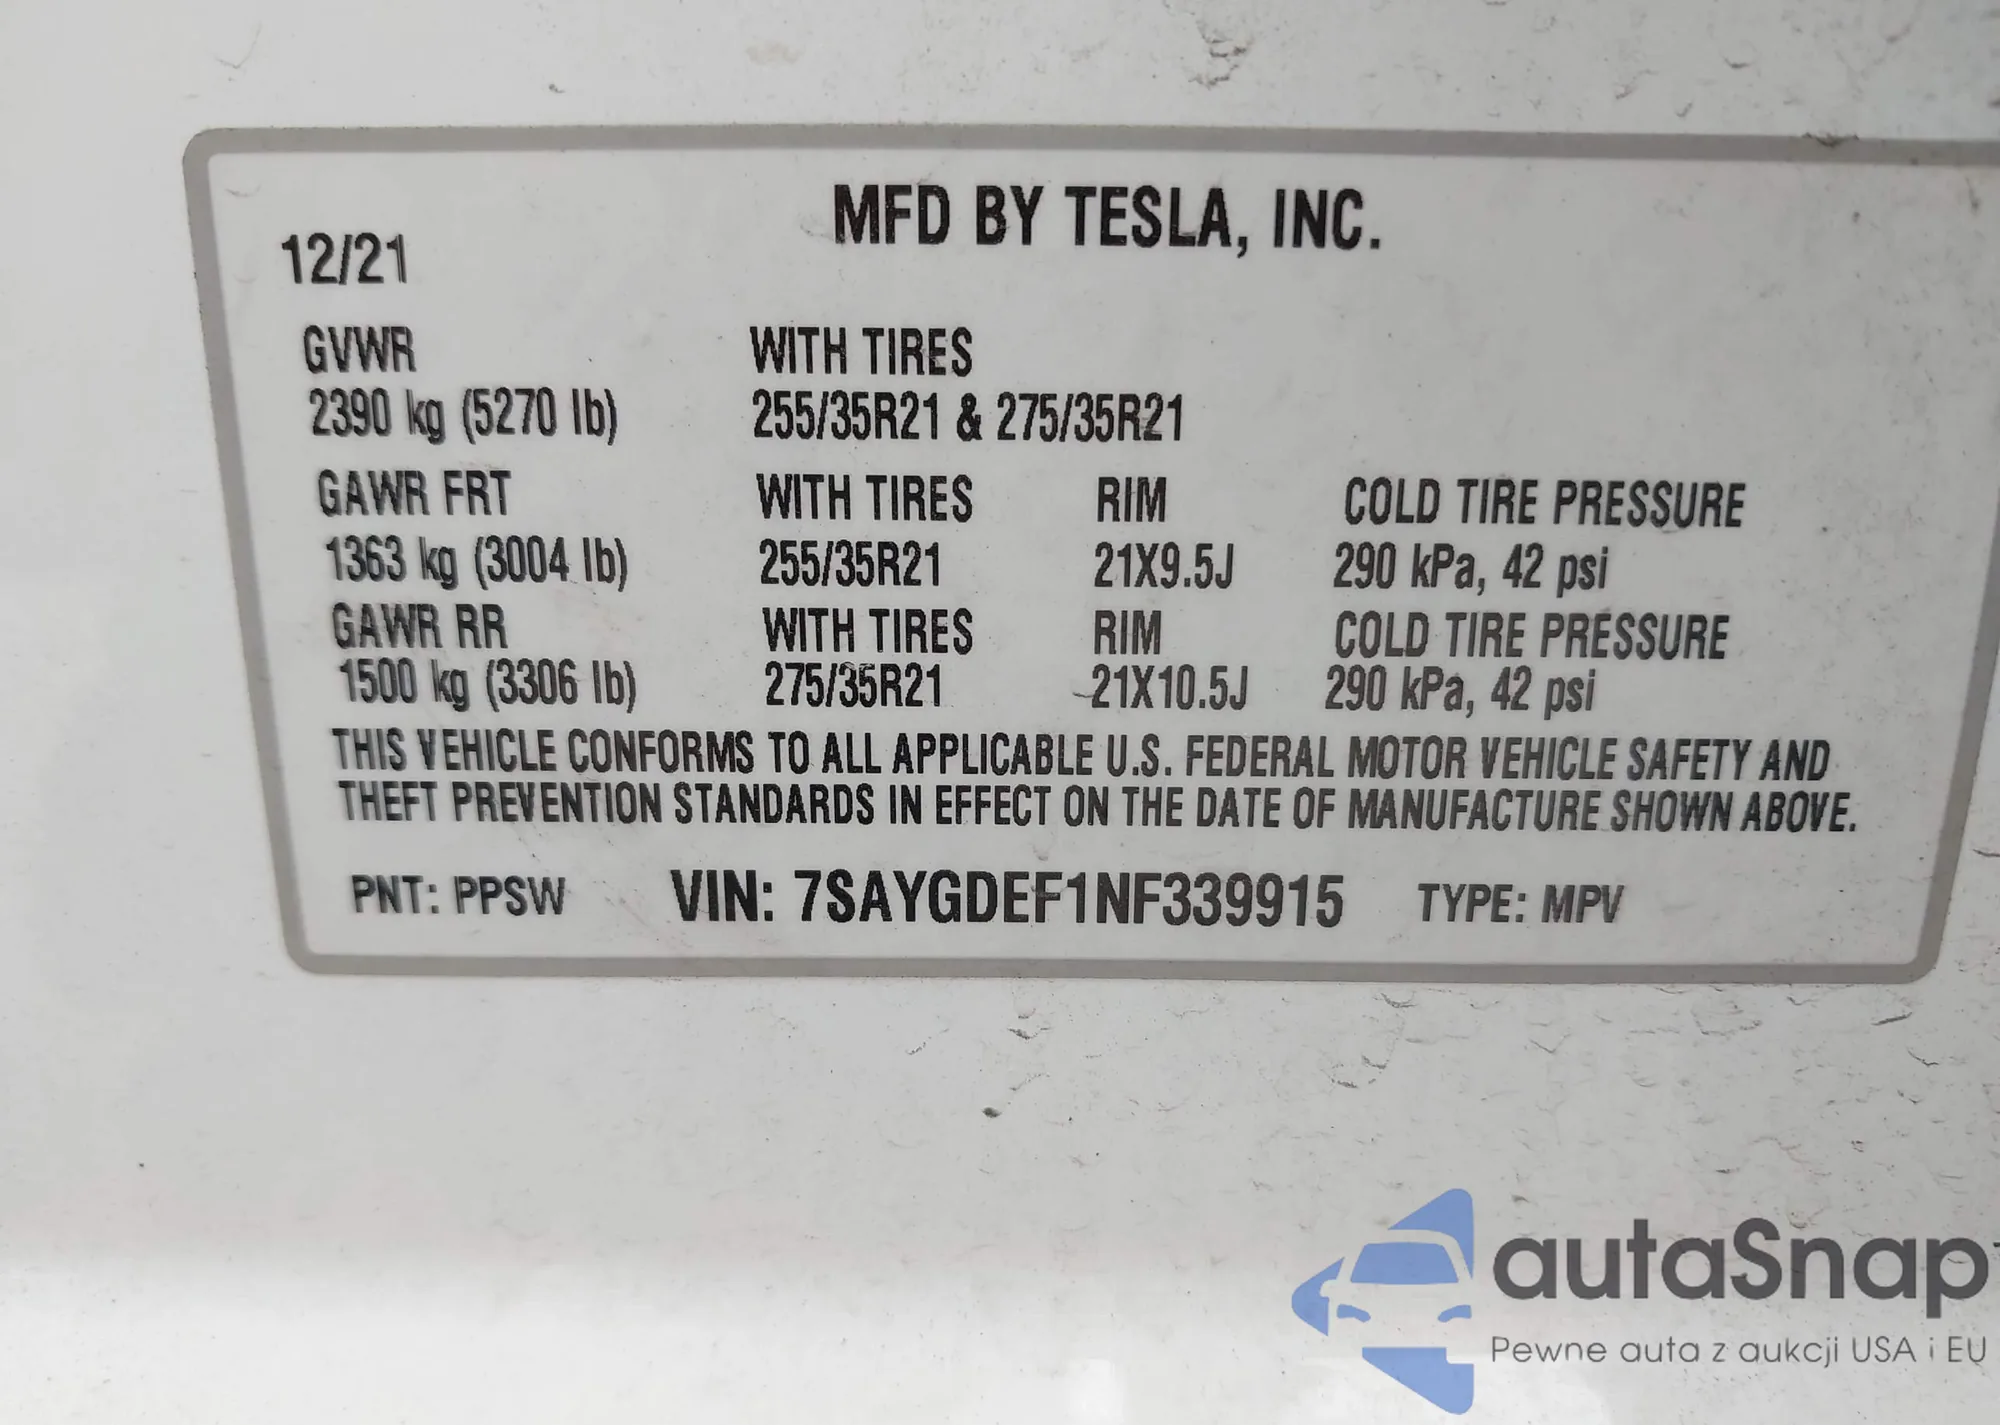 MFD BY TESLA, INC.
12/21
GVWR WITH TIRES
2390 kg (5270 lb) 255/35R21 & 275/35R21
GAWR FRT WITH TIRES RIM COLD TIRE PRESSURE
1363 kg (3004 lb) 255/35R21 21X9.5J 290 kPa, 42 psi
GAWR RR WITH TIRES RIM COLD TIRE PRESSURE
1500 kg (3306 lb) 275/35R21 21X10.5J 290 kPa, 42 psi
THIS VEHICLE CONFORMS TO ALL APPLICABLE U.S. FEDERAL MOTOR VEHICLE SAFETY AND
THEFT PREVENTION STANDARDS IN EFFECT ON THE DATE OF MANUFACTURE SHOWN ABOVE.
PNT: PPSW VIN: 7SAYGDEF1NF339915 TYPE: MPV
autaSnap
Pewne auta z aukcji USA i EU